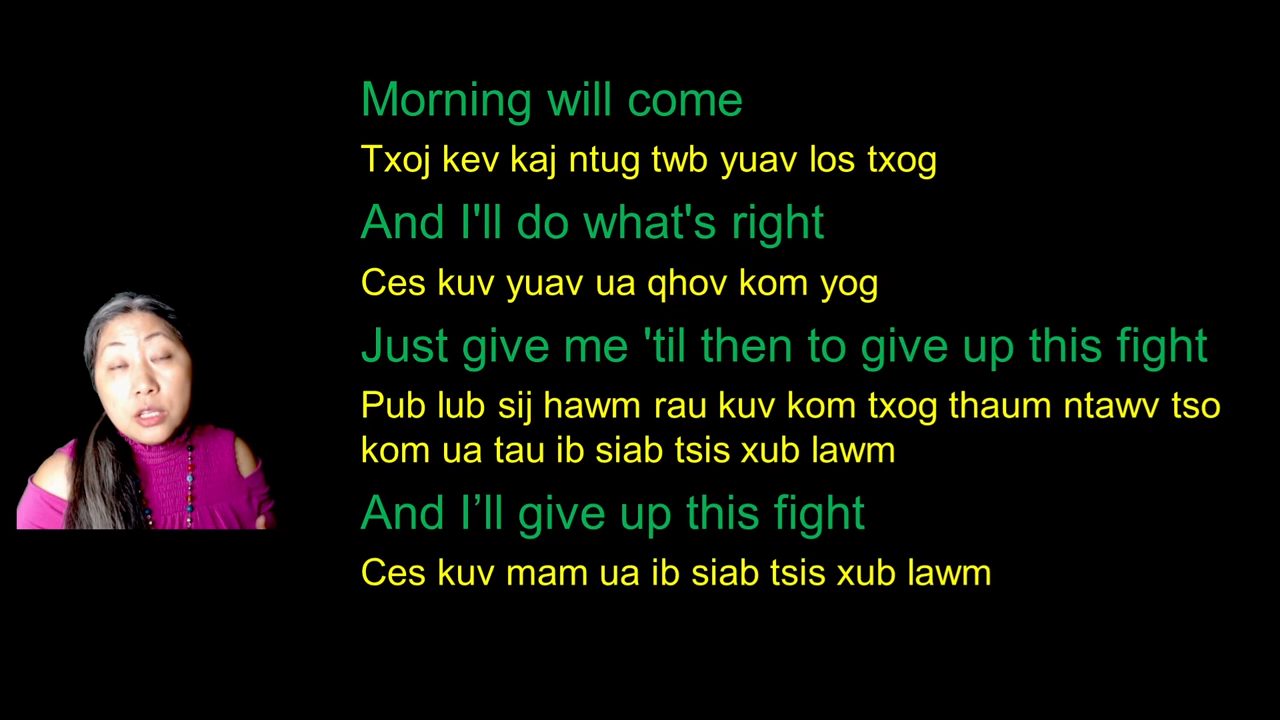 Morning will come
Txoj kev kaj ntug twb yuav los txog
And I'll do what's right
Ces kuv yuav ua qhov kom yog
Just give me 'til then to give up this fight
Pub lub sij hawm rau kuv kom txog thaum ntawv tso
kom ua tau ib siab tsis xub lawm
And I’ll give up this fight
Ces kuv mam ua ib siab tsis xub lawm